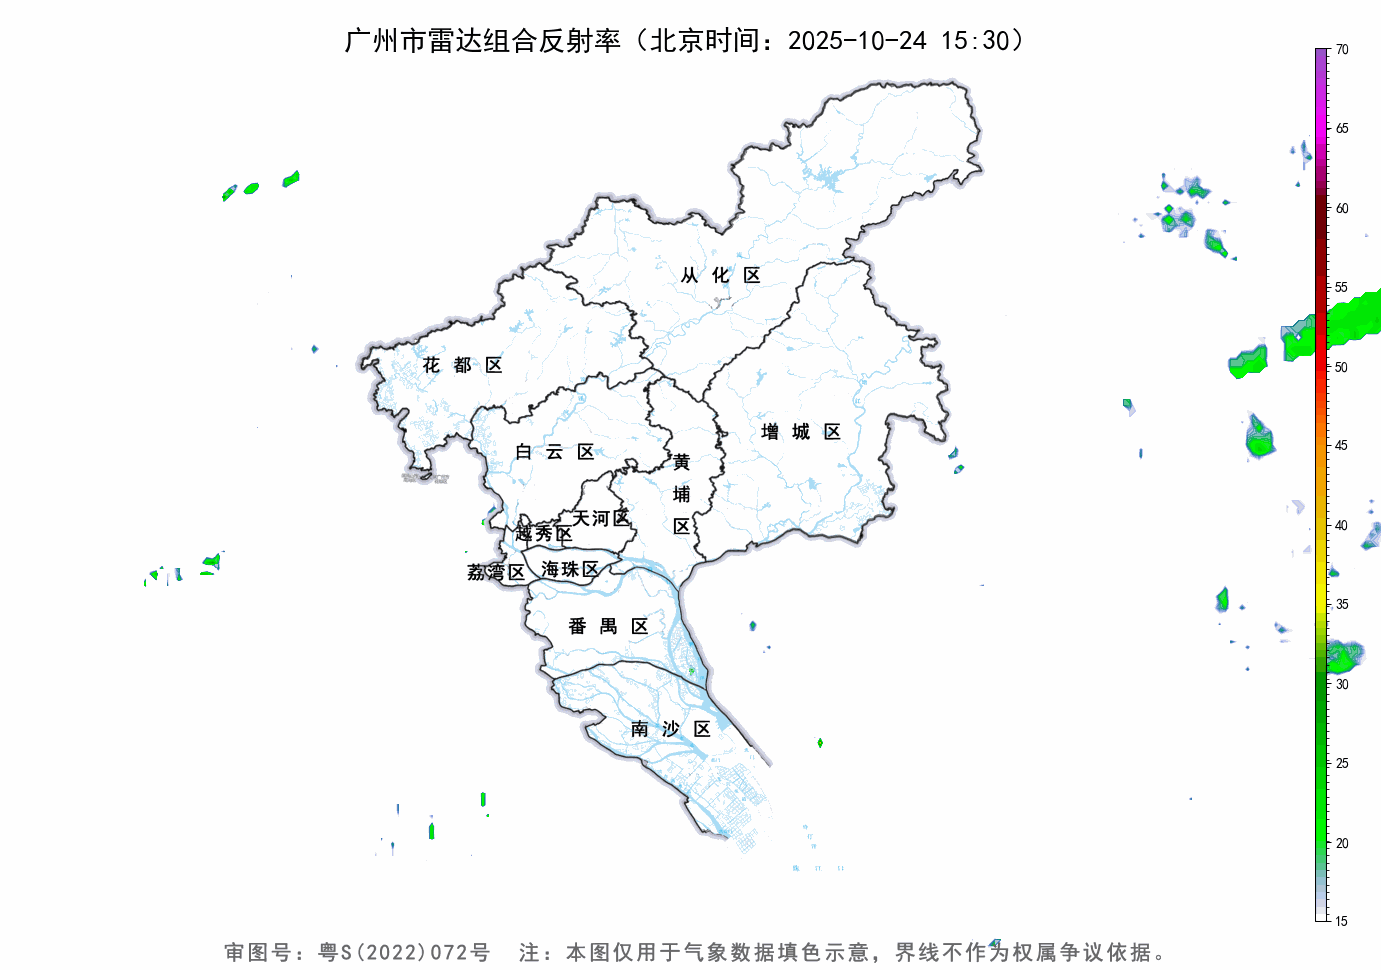 广州市雷达组合反射率（北京时间：2025-10-24 15:30）
70
65
60
55
50
45
40
35
30
25
20
15
从化区
花都区
增城区
白云区
黄埔区
天河区
越秀区
海珠区
荔湾区
番禺区
南沙区
审图号：粤S(2022)072号 注：本图仅用于气象数据填色示意，界线不作为权属争议依据。